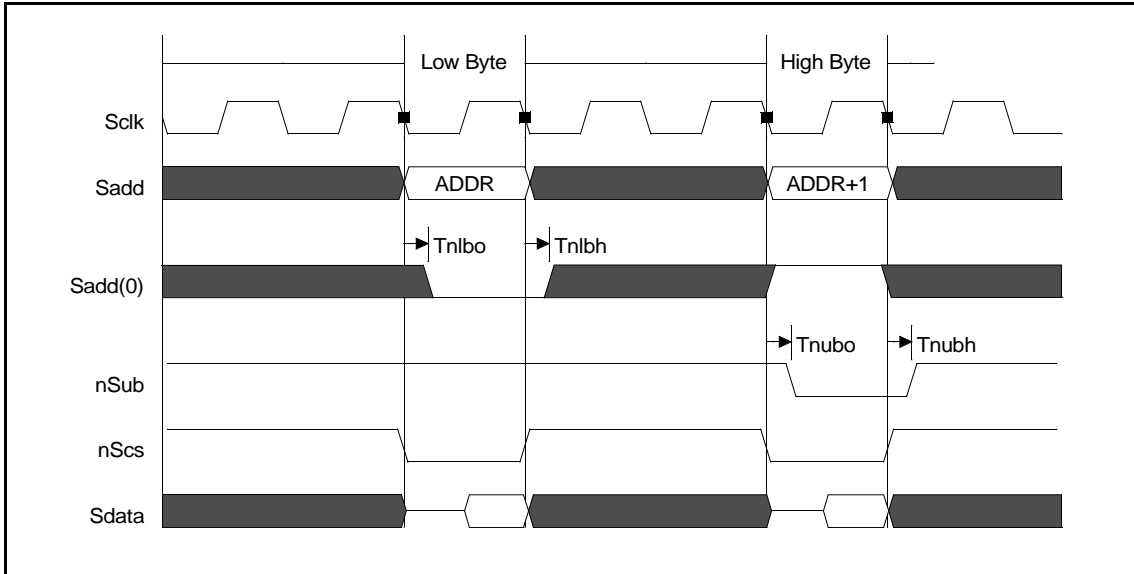 Low Byte High Byte
Sclk
Sadd ADDR ADDR+1
Tnlbo Tnlbh
Sadd(0)
Tnubo Tnubh
nSub
nScs
Sdata